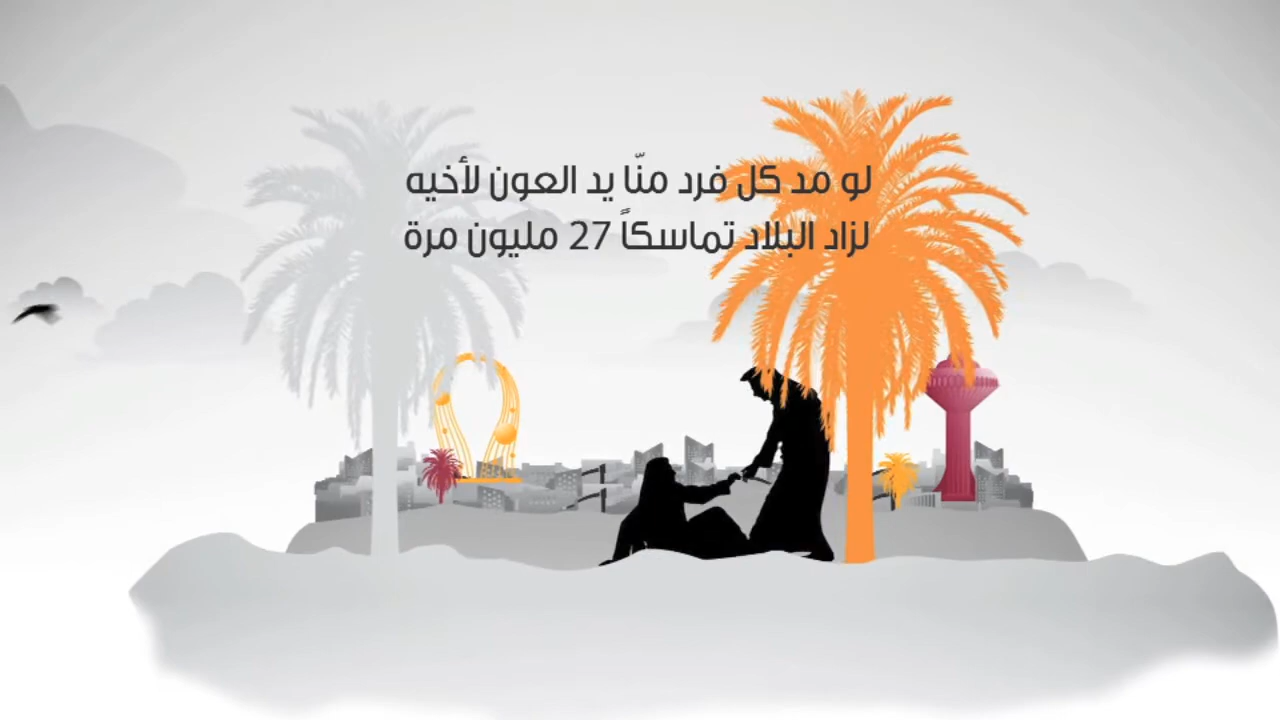 لو مد كل فرد منّا يد العون لأخيه
لزاد البلاد تماسكاً 27 مليون مرة